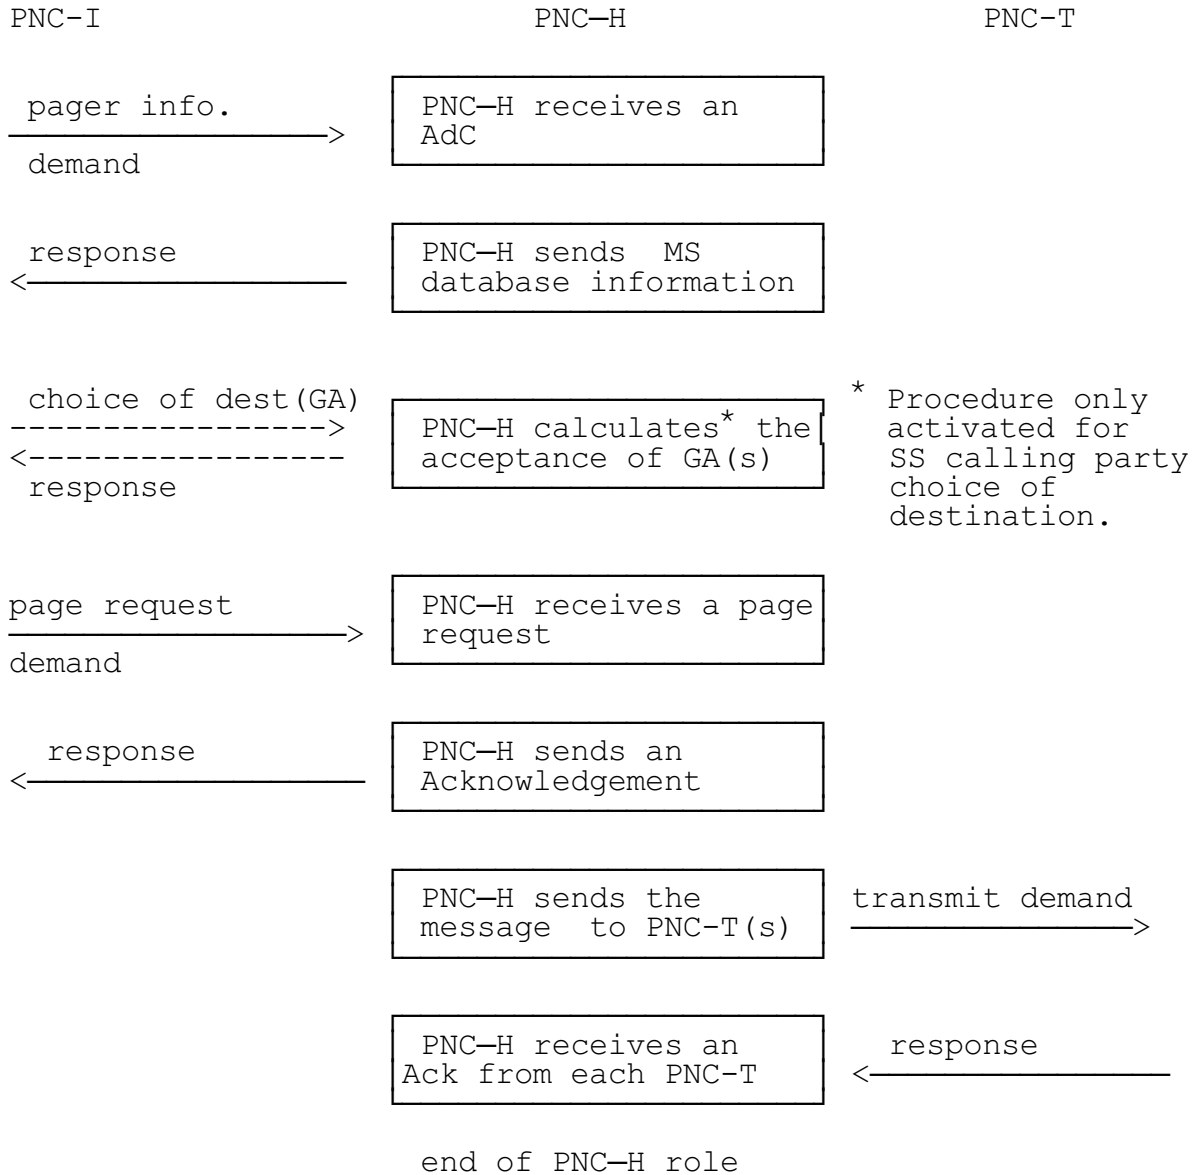 PNC-I PNC—H PNC-T
pager info.
demand
PNC—H receives an
AdC
response
PNC—H sends MS
database information
choice of dest(GA)
response
PNC—H calculates* the
acceptance of GA(s)
* Procedure only
activated for
SS calling party
choice of
destination.
page request
demand
PNC—H receives a page
request
response
PNC—H sends an
Acknowledgement
PNC—H sends the
message to PNC-T(s)
transmit demand
PNC—H receives an
Ack from each PNC-T
response
end of PNC—H role